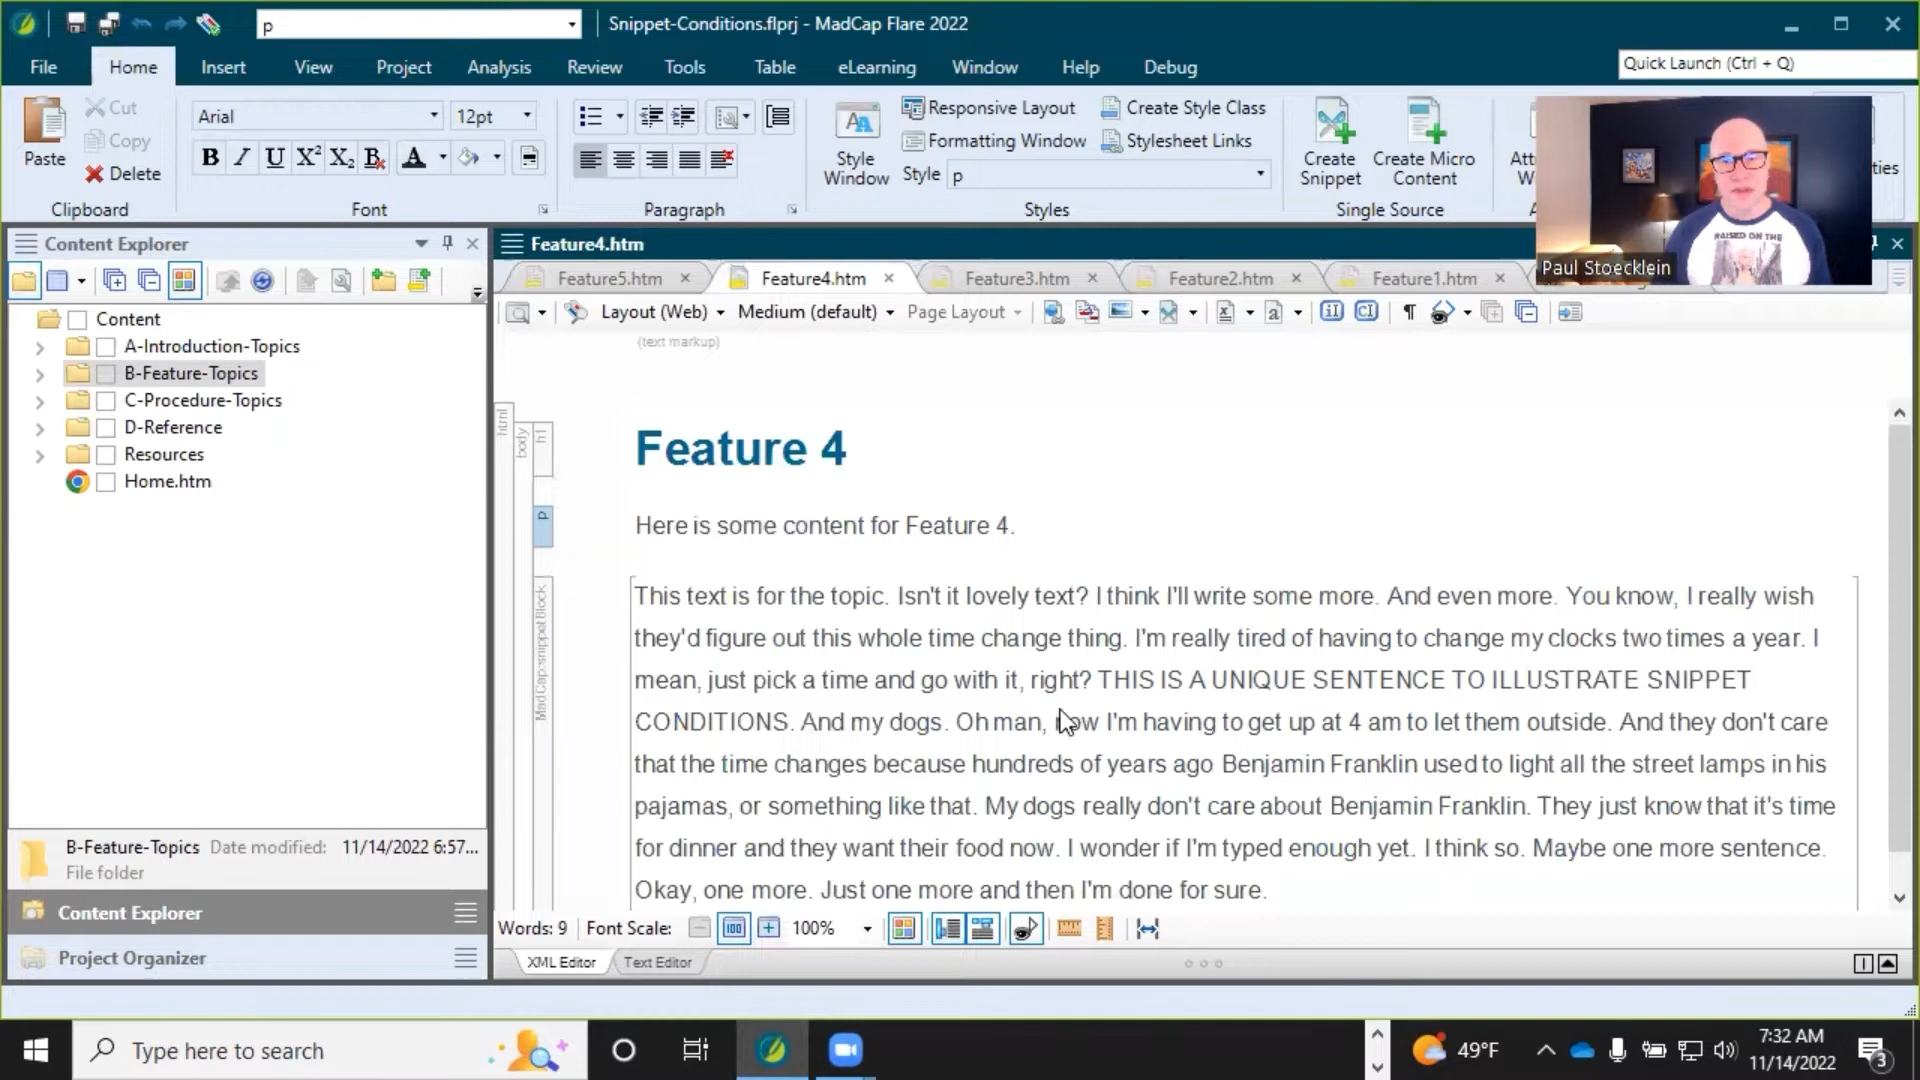 p
Snippet-Conditions.flprj - MadCap Flare 2022
File Home Insert View Project Analysis Review Tools Table eLearning Window Help Debug
Quick Launch (Ctrl + Q)
Paste
Cut
Copy
Delete
Clipboard
Arial 12pt
B I U X² X₂
Font
Paragraph
Style Window
Responsive Layout
Formatting Window
Style p
Create Style Class
Stylesheet Links
Styles
Create Snippet
Create Micro Content
Single Source
RAISED ON THE
Paul Stoecklein
Content Explorer
Content
A-Introduction-Topics
B-Feature-Topics
C-Procedure-Topics
D-Reference
Resources
Home.htm
B-Feature-Topics Date modified: 11/14/2022 6:57...
File folder
Content Explorer
Project Organizer
Feature4.htm
Feature5.htm Feature4.htm Feature3.htm Feature2.htm Feature1.htm
Layout (Web) Medium (default) Page Layout
(text markup)
html
body
h1
p
MadCap:snippetBlock
Feature 4
Here is some content for Feature 4.
This text is for the topic. Isn't it lovely text? I think I'll write some more. And even more. You know, I really wish
they'd figure out this whole time change thing. I'm really tired of having to change my clocks two times a year. I
mean, just pick a time and go with it, right? THIS IS A UNIQUE SENTENCE TO ILLUSTRATE SNIPPET
CONDITIONS. And my dogs. Oh man, now I'm having to get up at 4 am to let them outside. And they don't care
that the time changes because hundreds of years ago Benjamin Franklin used to light all the street lamps in his
pajamas, or something like that. My dogs really don't care about Benjamin Franklin. They just know that it's time
for dinner and they want their food now. I wonder if I'm typed enough yet. I think so. Maybe one more sentence.
Okay, one more. Just one more and then I'm done for sure.
Words: 9 Font Scale: 100 100%
XML Editor Text Editor
Type here to search
49°F
7:32 AM
11/14/2022
3